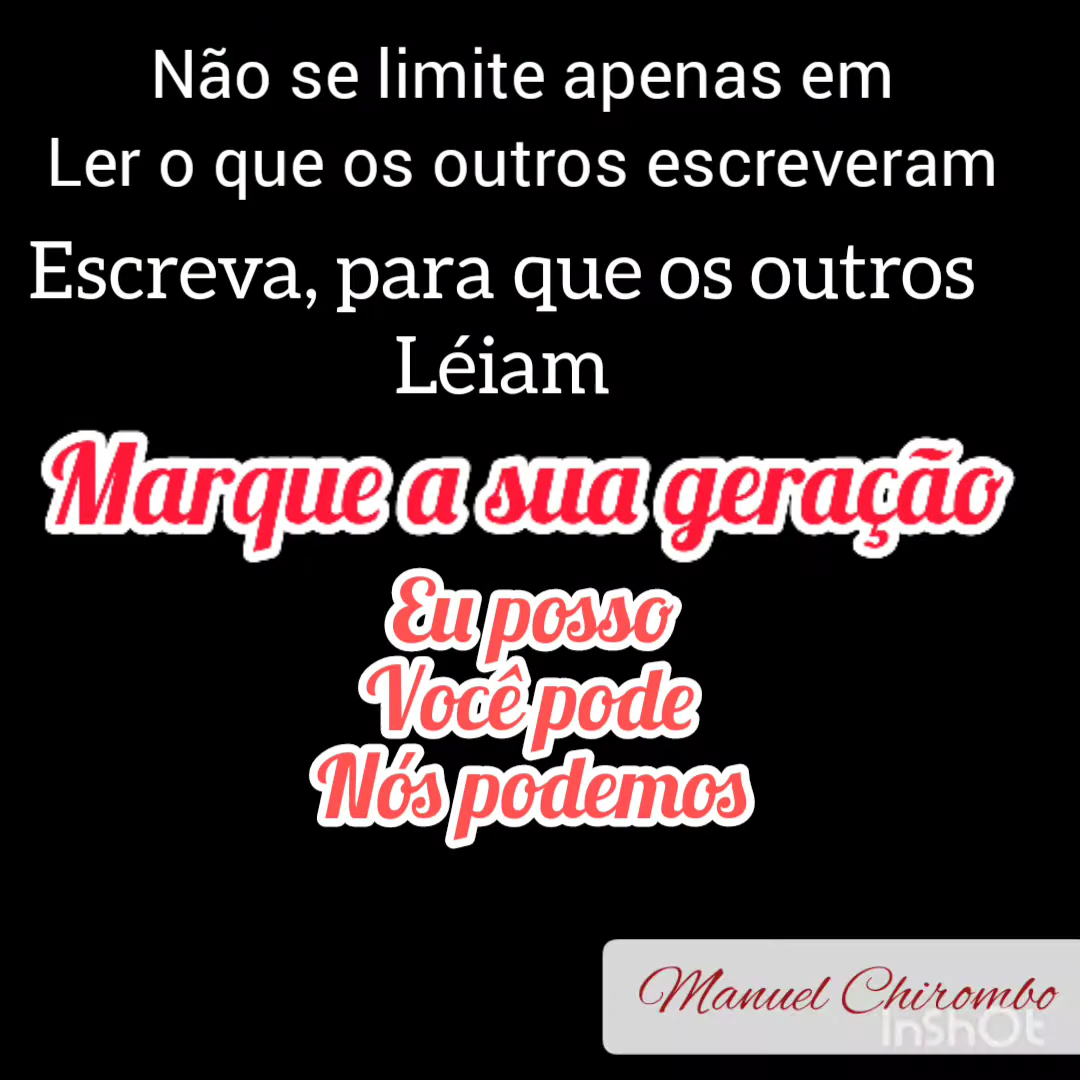 Não se limite apenas em
Ler o que os outros escreveram
Escreva, para que os outros
Léiam
Marque a sua geração
Eu posso
Você pode
Nós podemos
Manuel Chirombo
InShOt